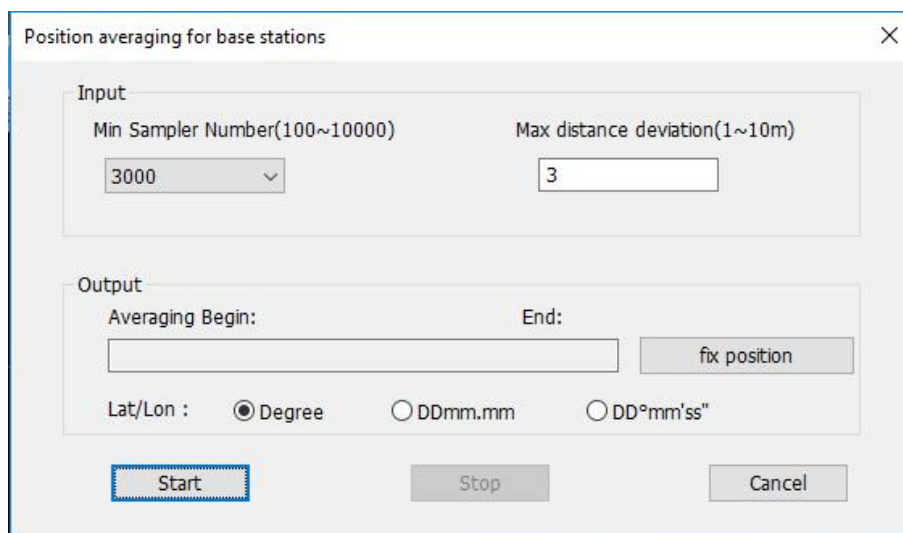 Position averaging for base stations
Input
Min Sampler Number(100~10000) Max distance deviation(1~10m)
3000 3
Output
Averaging Begin: End:
fix position
Lat/Lon : Degree DDmm.mm DD°mm'ss"
Start Stop Cancel